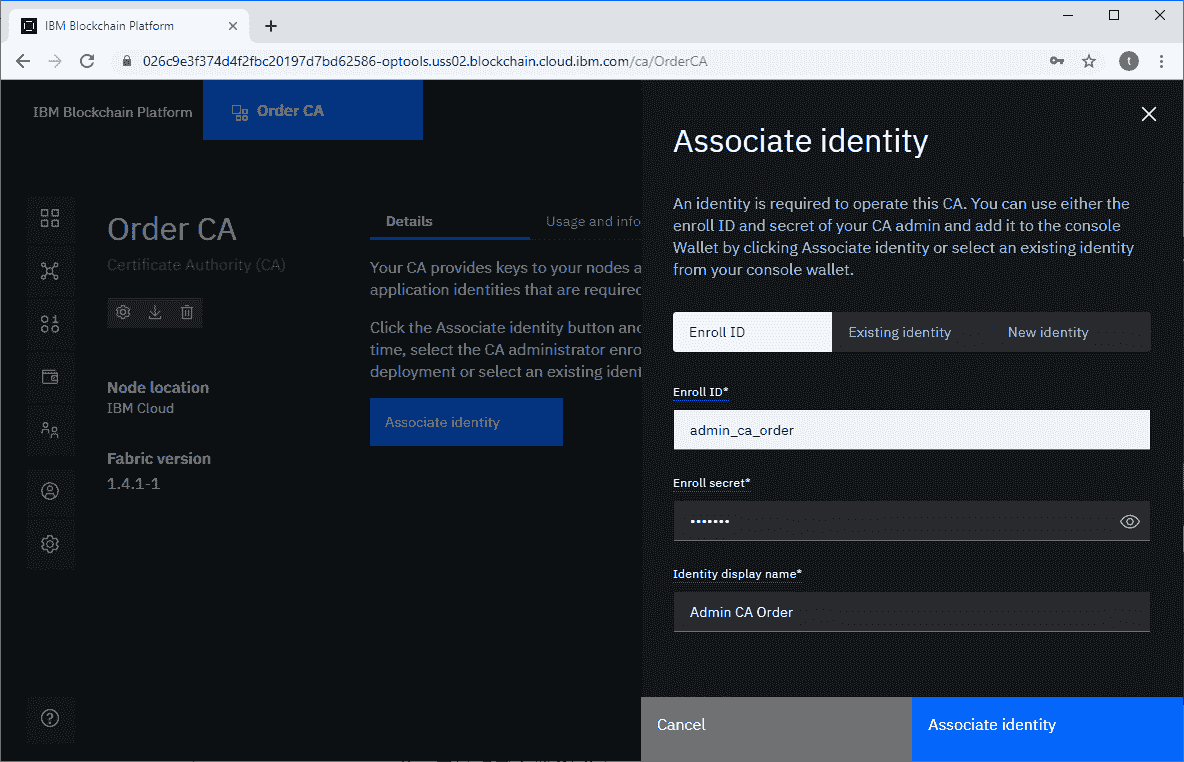 IBM Blockchain Platform
026c9e3f374d4f2fbc20197d7bd62586-optools.uss02.blockchain.cloud.ibm.com/ca/OrderCA
t
IBM Blockchain Platform
Order CA
Order CA
Certificate Authority (CA)
Node location
IBM Cloud
Fabric version
1.4.1-1
Details
Usage and info
Your CA provides keys to your nodes a
application identities that are required
Click the Associate identity button and
time, select the CA administrator enro
deployment or select an existing ident
Associate identity
Associate identity
An identity is required to operate this CA. You can use either the
enroll ID and secret of your CA admin and add it to the console
Wallet by clicking Associate identity or select an existing identity
from your console wallet.
Enroll ID
Existing identity
New identity
Enroll ID*
admin_ca_order
Enroll secret*
•••••••
Identity display name*
Admin CA Order
Cancel
Associate identity